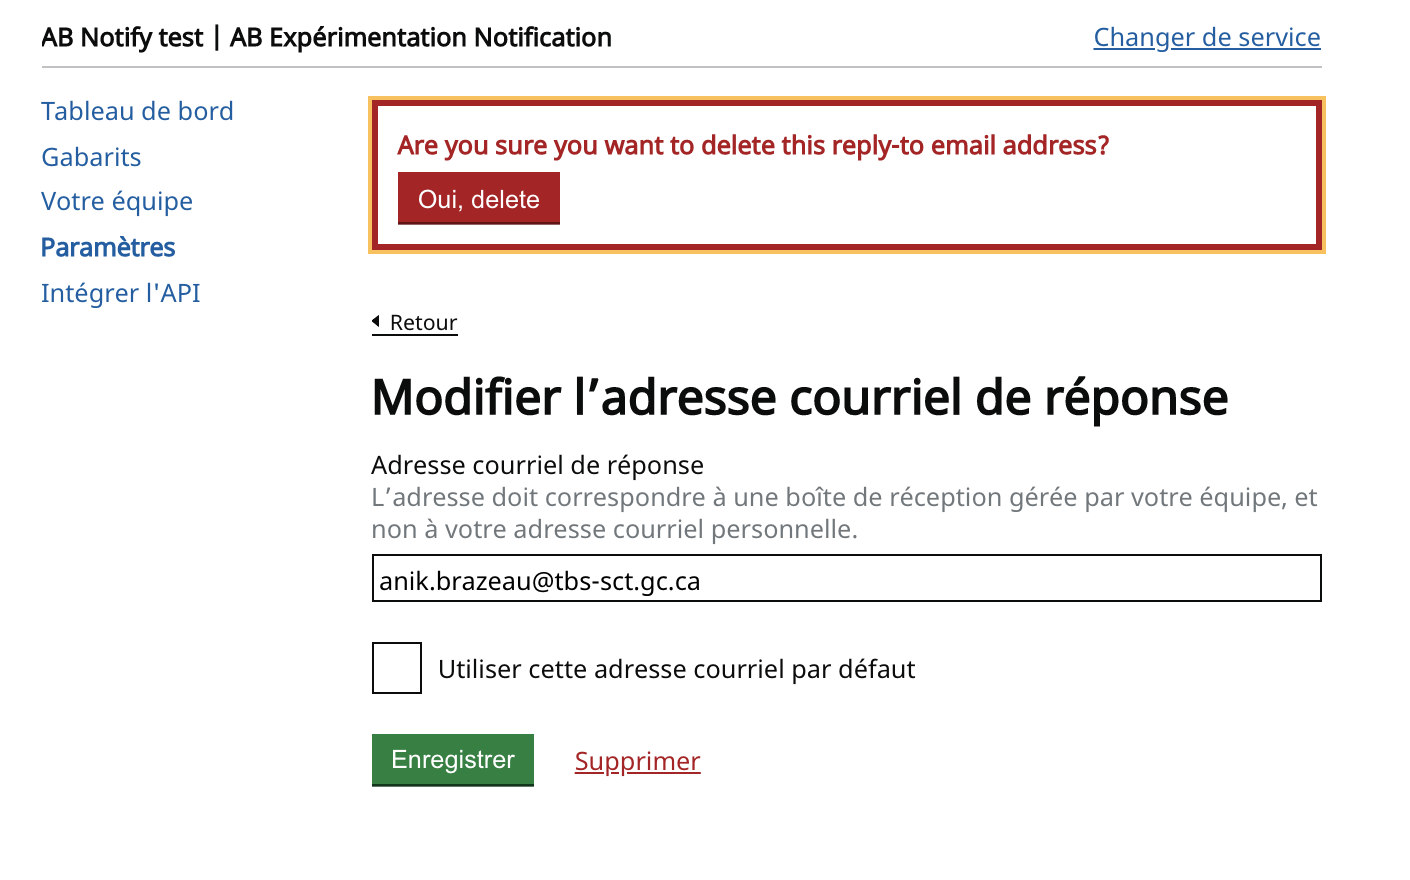 AB Notify test | AB Expérimentation Notification
Changer de service
Tableau de bord
Gabarits
Votre équipe
Paramètres
Intégrer l'API
Are you sure you want to delete this reply-to email address?
Oui, delete
Retour
Modifier l’adresse courriel de réponse
Adresse courriel de réponse
L’adresse doit correspondre à une boîte de réception gérée par votre équipe, et
non à votre adresse courriel personnelle.
anik.brazeau@tbs-sct.gc.ca
Utiliser cette adresse courriel par défaut
Enregistrer
Supprimer